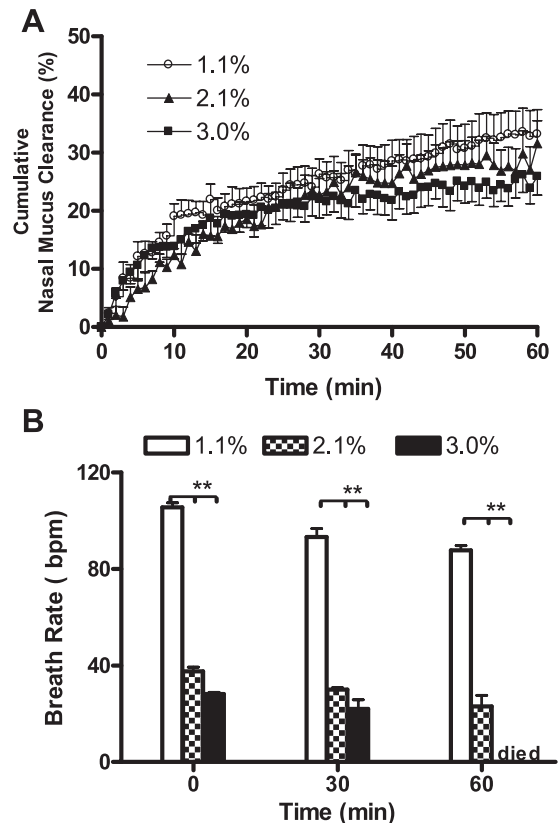 A
Cumulative
Nasal Mucus Clearance (%)
50
40
30
20
10
0
1.1%
2.1%
3.0%
0 10 20 30 40 50 60
Time (min)
B
1.1% 2.1% 3.0%
Breath Rate ( bpm)
120
80
40
0
** ** **
died
0 30 60
Time (min)